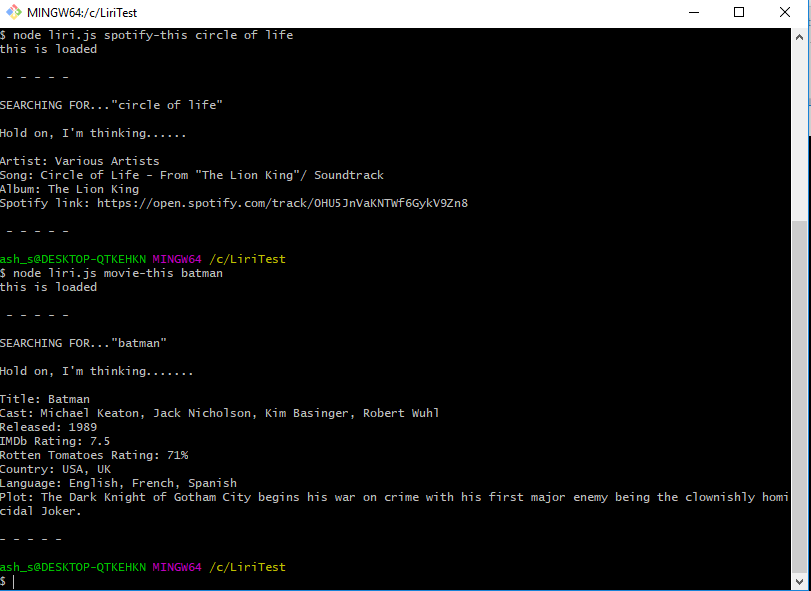 MINGW64:/c/LiriTest
$ node liri.js spotify-this circle of life
this is loaded
- - - - -
SEARCHING FOR..."circle of life"
Hold on, I'm thinking......
Artist: Various Artists
Song: Circle of Life - From "The Lion King"/ Soundtrack
Album: The Lion King
Spotify link: https://open.spotify.com/track/0HU5JnVaKNTWf6GykV9Zn8
- - - - -
ash_s@DESKTOP-QTKEHKN MINGW64 /c/LiriTest
$ node liri.js movie-this batman
this is loaded
- - - - -
SEARCHING FOR..."batman"
Hold on, I'm thinking.......
Title: Batman
Cast: Michael Keaton, Jack Nicholson, Kim Basinger, Robert Wuhl
Released: 1989
IMDb Rating: 7.5
Rotten Tomatoes Rating: 71%
Country: USA, UK
Language: English, French, Spanish
Plot: The Dark Knight of Gotham City begins his war on crime with his first major enemy being the clownishly homi
cidal Joker.
- - - - -
ash_s@DESKTOP-QTKEHKN MINGW64 /c/LiriTest
$